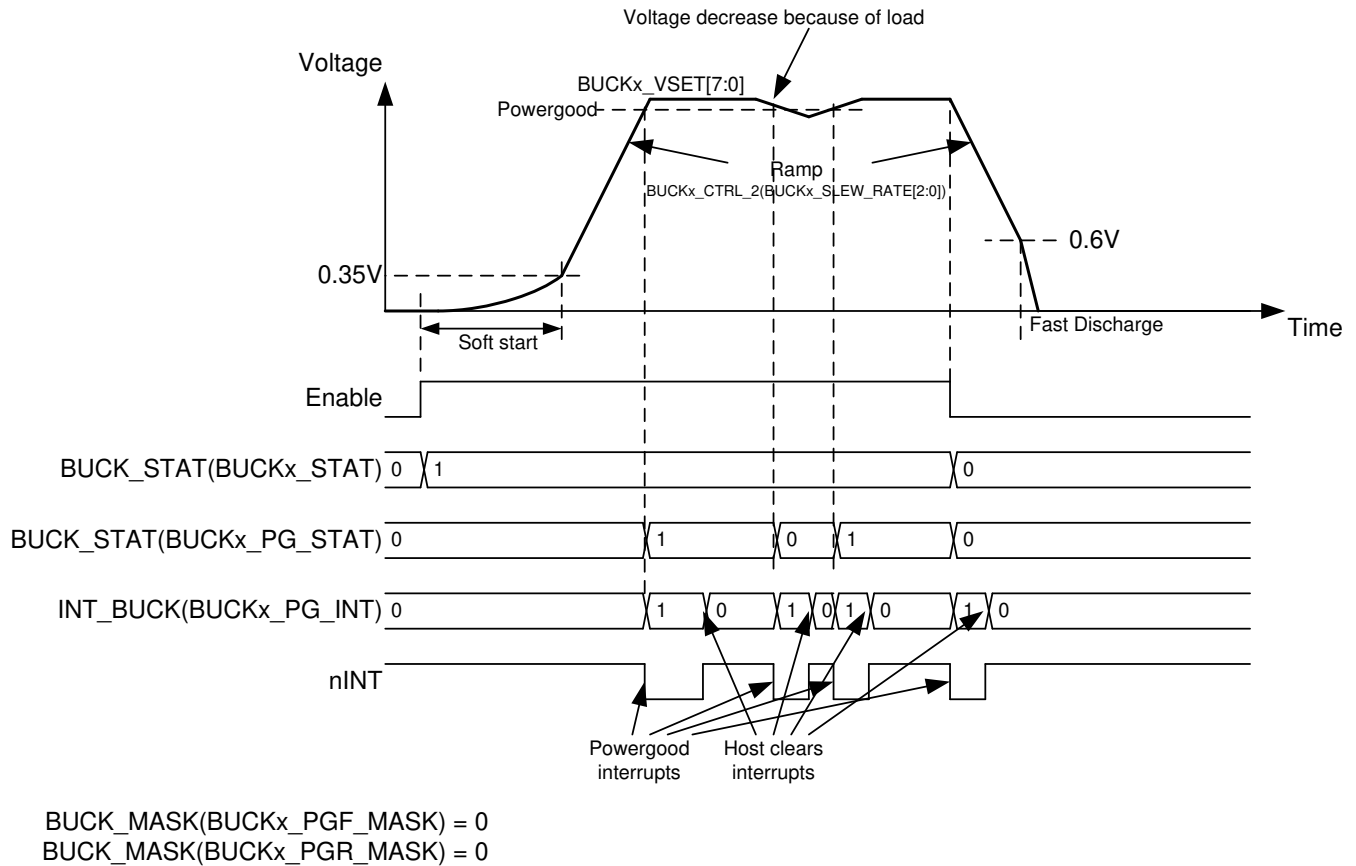 Voltage decrease because of load
Voltage
BUCKx_VSET[7:0]
Powergood
Ramp
BUCKx_CTRL_2(BUCKx_SLEW_RATE[2:0])
0.6V
0.35V
Fast Discharge
Time
Soft start
Enable
BUCK_STAT(BUCKx_STAT) 0 1 0
BUCK_STAT(BUCKx_PG_STAT) 0 1 0 1 0
INT_BUCK(BUCKx_PG_INT) 0 1 0 1 0 1 0 1 0
nINT
Powergood
interrupts
Host clears
interrupts
BUCK_MASK(BUCKx_PGF_MASK) = 0
BUCK_MASK(BUCKx_PGR_MASK) = 0